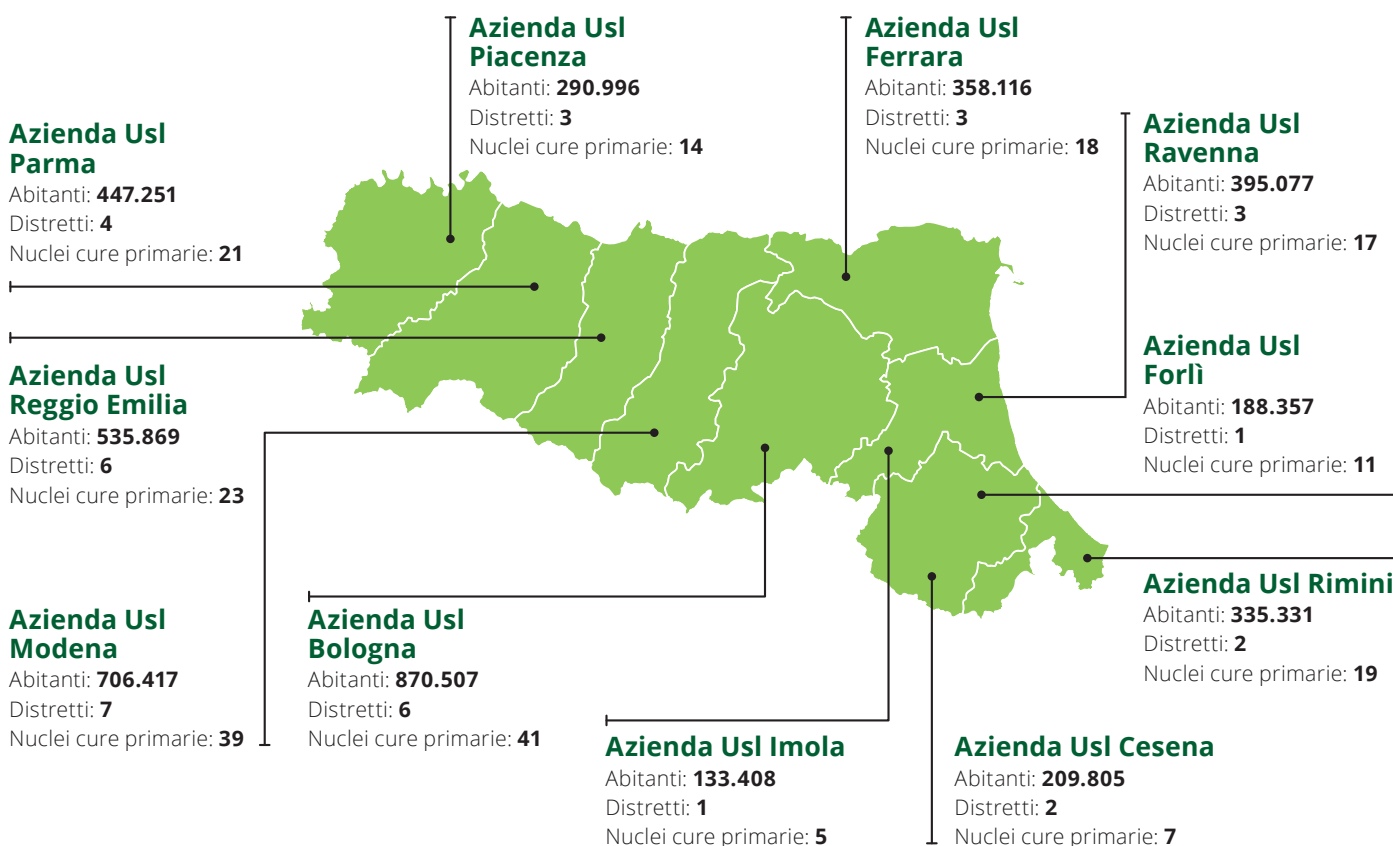 Azienda Usl
Piacenza
Abitanti: 290.996
Distretti: 3
Nuclei cure primarie: 14
Azienda Usl
Ferrara
Abitanti: 358.116
Distretti: 3
Nuclei cure primarie: 18
Azienda Usl
Parma
Abitanti: 447.251
Distretti: 4
Nuclei cure primarie: 21
Azienda Usl
Ravenna
Abitanti: 395.077
Distretti: 3
Nuclei cure primarie: 17
Azienda Usl
Reggio Emilia
Abitanti: 535.869
Distretti: 6
Nuclei cure primarie: 23
Azienda Usl
Forlì
Abitanti: 188.357
Distretti: 1
Nuclei cure primarie: 11
Azienda Usl Rimini
Abitanti: 335.331
Distretti: 2
Nuclei cure primarie: 19
Azienda Usl
Modena
Abitanti: 706.417
Distretti: 7
Nuclei cure primarie: 39
Azienda Usl
Bologna
Abitanti: 870.507
Distretti: 6
Nuclei cure primarie: 41
Azienda Usl Imola
Abitanti: 133.408
Distretti: 1
Nuclei cure primarie: 5
Azienda Usl Cesena
Abitanti: 209.805
Distretti: 2
Nuclei cure primarie: 7